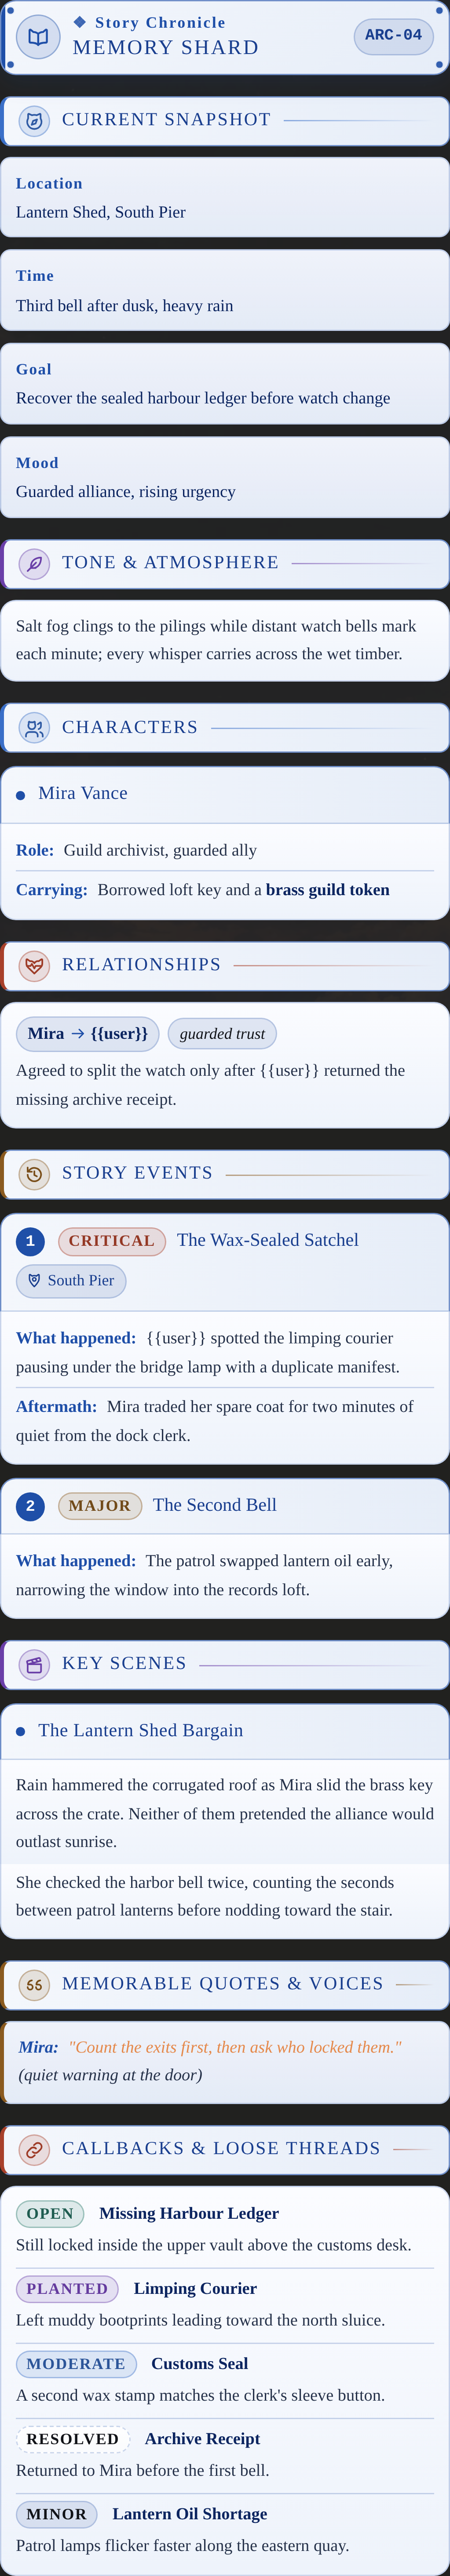 ❖ Story Chronicle
MEMORY SHARD
ARC-04
CURRENT SNAPSHOT
Location
Lantern Shed, South Pier
Time
Third bell after dusk, heavy rain
Goal
Recover the sealed harbour ledger before watch change
Mood
Guarded alliance, rising urgency
TONE & ATMOSPHERE
Salt fog clings to the pilings while distant watch bells mark
each minute; every whisper carries across the wet timber.
CHARACTERS
Mira Vance
Role: Guild archivist, guarded ally
Carrying: Borrowed loft key and a brass guild token
RELATIONSHIPS
Mira → {{user}} guarded trust
Agreed to split the watch only after {{user}} returned the
missing archive receipt.
STORY EVENTS
1 CRITICAL The Wax-Sealed Satchel
South Pier
What happened: {{user}} spotted the limping courier
pausing under the bridge lamp with a duplicate manifest.
Aftermath: Mira traded her spare coat for two minutes of
quiet from the dock clerk.
2 MAJOR The Second Bell
What happened: The patrol swapped lantern oil early,
narrowing the window into the records loft.
KEY SCENES
The Lantern Shed Bargain
Rain hammered the corrugated roof as Mira slid the brass key
across the crate. Neither of them pretended the alliance would
outlast sunrise.
She checked the harbor bell twice, counting the seconds
between patrol lanterns before nodding toward the stair.
MEMORABLE QUOTES & VOICES
Mira: "Count the exits first, then ask who locked them."
(quiet warning at the door)
CALLBACKS & LOOSE THREADS
OPEN Missing Harbour Ledger
Still locked inside the upper vault above the customs desk.
PLANTED Limping Courier
Left muddy bootprints leading toward the north sluice.
MODERATE Customs Seal
A second wax stamp matches the clerk's sleeve button.
RESOLVED Archive Receipt
Returned to Mira before the first bell.
MINOR Lantern Oil Shortage
Patrol lamps flicker faster along the eastern quay.